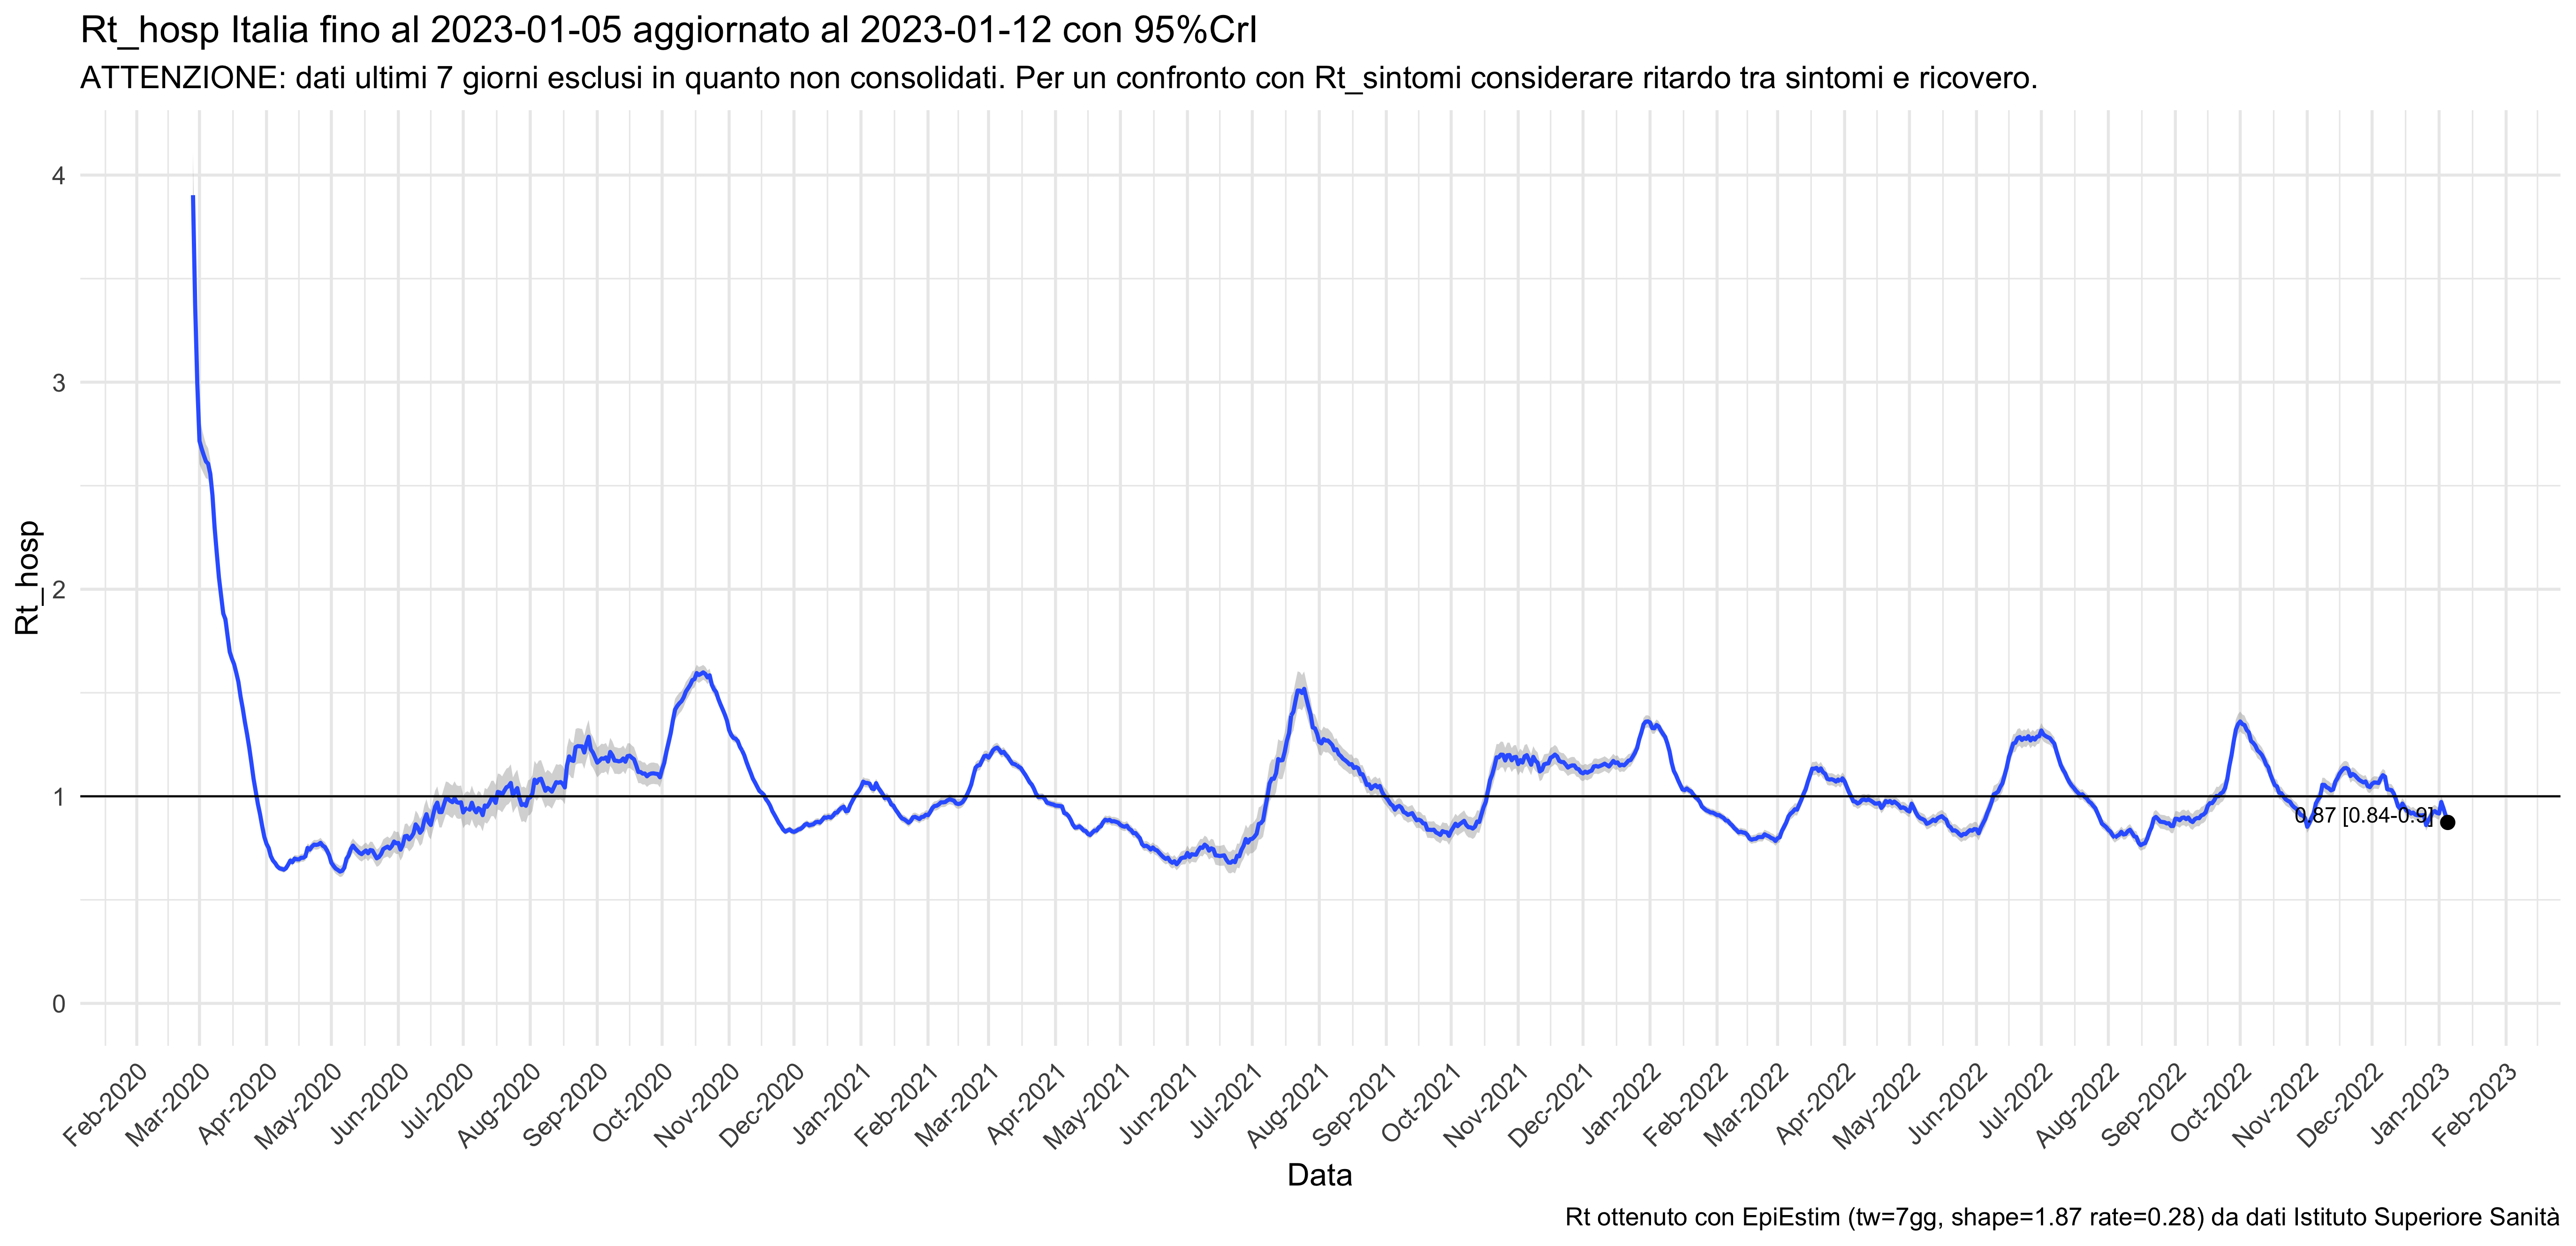 Rt_hosp Italia fino al 2023-01-05 aggiornato al 2023-01-12 con 95%CrI
ATTENZIONE: dati ultimi 7 giorni esclusi in quanto non consolidati. Per un confronto con Rt_sintomi considerare ritardo tra sintomi e ricovero.
4
3
2
1
0
Rt_hosp
0.87 [0.84-0.9]
Feb-2020
Mar-2020
Apr-2020
May-2020
Jun-2020
Jul-2020
Aug-2020
Sep-2020
Oct-2020
Nov-2020
Dec-2020
Jan-2021
Feb-2021
Mar-2021
Apr-2021
May-2021
Jun-2021
Jul-2021
Aug-2021
Sep-2021
Oct-2021
Nov-2021
Dec-2021
Jan-2022
Feb-2022
Mar-2022
Apr-2022
May-2022
Jun-2022
Jul-2022
Aug-2022
Sep-2022
Oct-2022
Nov-2022
Dec-2022
Jan-2023
Feb-2023
Data
Rt ottenuto con EpiEstim (tw=7gg, shape=1.87 rate=0.28) da dati Istituto Superiore Sanità